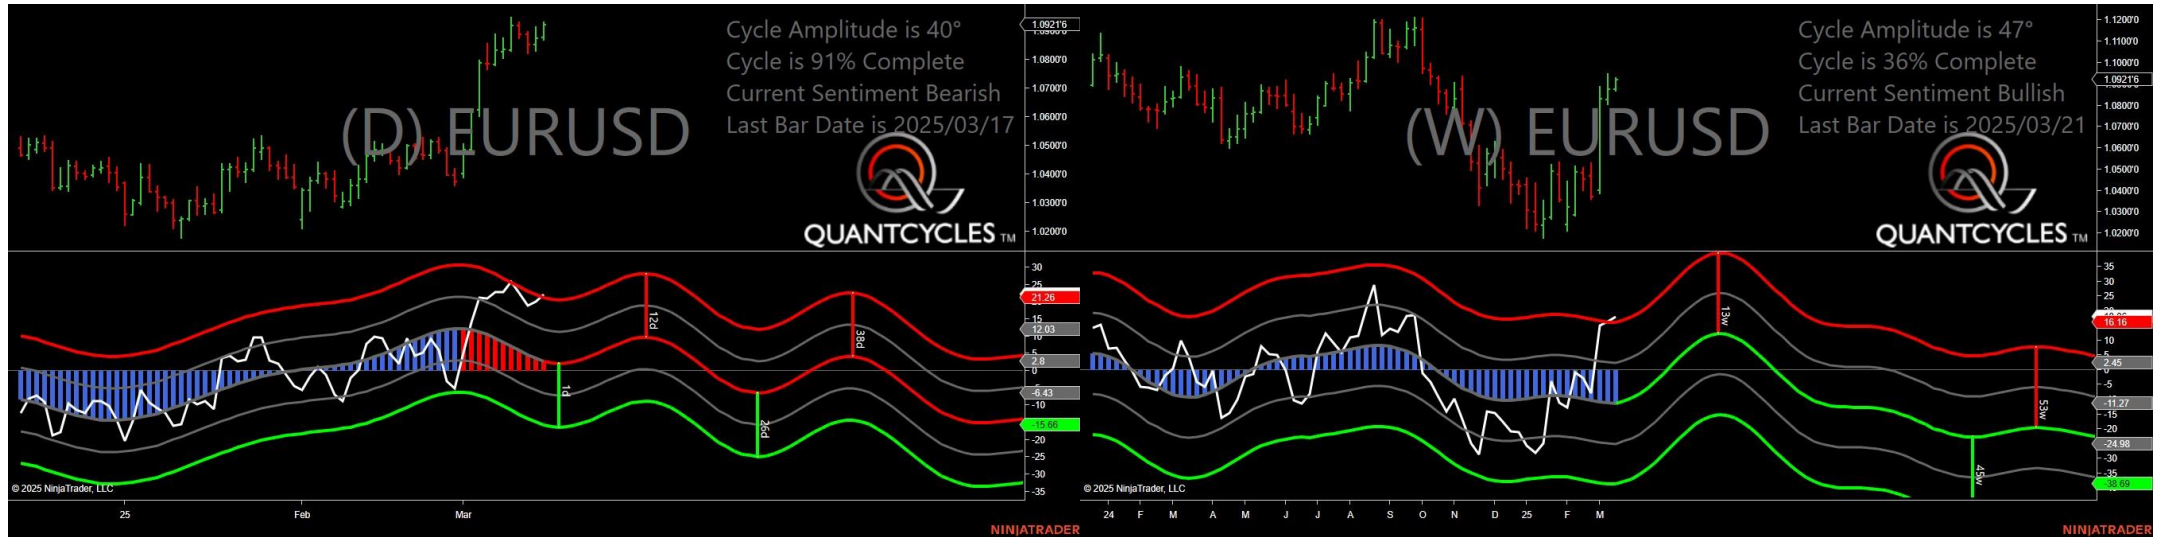 Cycle Amplitude is 40°
Cycle is 91% Complete
Current Sentiment Bearish
Last Bar Date is 2025/03/17
(D) EURUSD
QUANTCYCLES TM
1.0921'6
1.0800'0
1.0700'0
1.0600'0
1.0500'0
1.0400'0
1.0300'0
1.0200'0
30
25
21.26
15
12.03
5
2.8
0
-5
-6.43
-10
-15.66
-20
-25
-30
-35
12d
38d
1d
26d
© 2025 NinjaTrader, LLC
25
Feb
Mar
NINJATRADER
Cycle Amplitude is 47°
Cycle is 36% Complete
Current Sentiment Bullish
Last Bar Date is 2025/03/21
(W) EURUSD
QUANTCYCLES TM
1.1200'0
1.1100'0
1.1000'0
1.0921'6
1.0800'0
1.0700'0
1.0600'0
1.0500'0
1.0400'0
1.0300'0
1.0200'0
35
30
25
20
16.16
10
5
2.45
0
-5
-11.27
-15
-20
-24.98
-30
-35
-38.69
13w
53w
45w
© 2025 NinjaTrader, LLC
24 F M A M J J A S O N D 25 F M
NINJATRADER